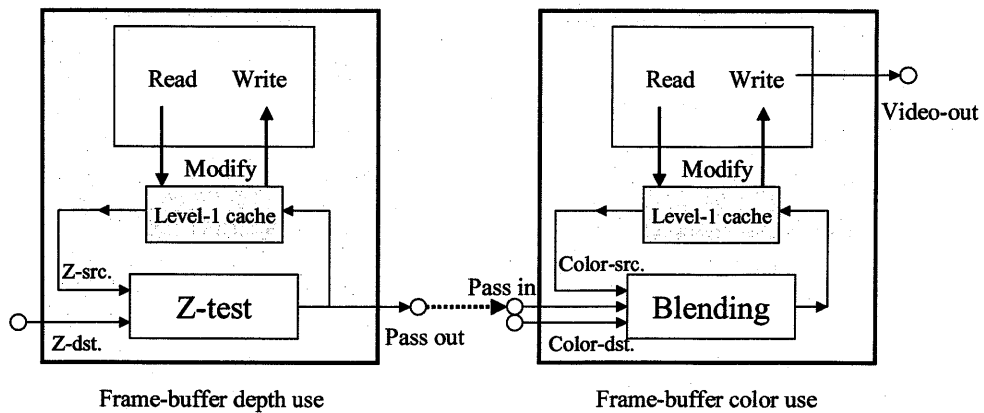 Read Write
Modify
Level-1 cache
Z-src.
Z-test
Z-dst.
Pass out
Frame-buffer depth use
Read Write
Video-out
Modify
Level-1 cache
Color-src.
Pass in
Blending
Color-dst.
Frame-buffer color use